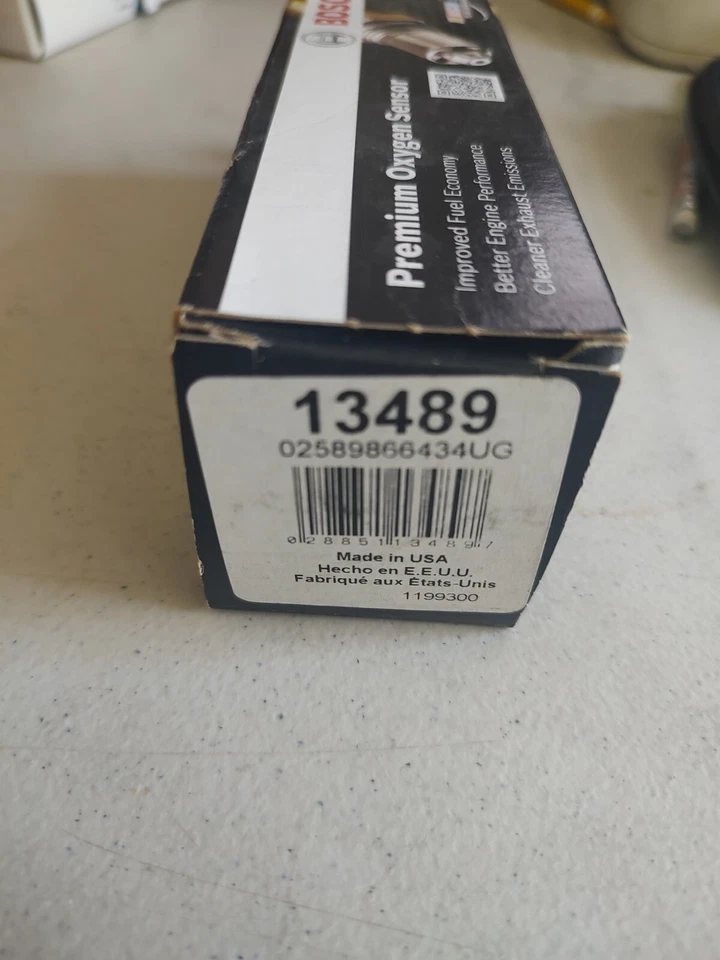 BOSC
Premium Oxygen Sensor
Improved Fuel Economy
Better Engine Performance
Cleaner Exhaust Emissions
13489
02589866434UG
0 28851 13489 7
Made in USA
Hecho en E.E.U.U.
Fabriqué aux États-Unis
1199300